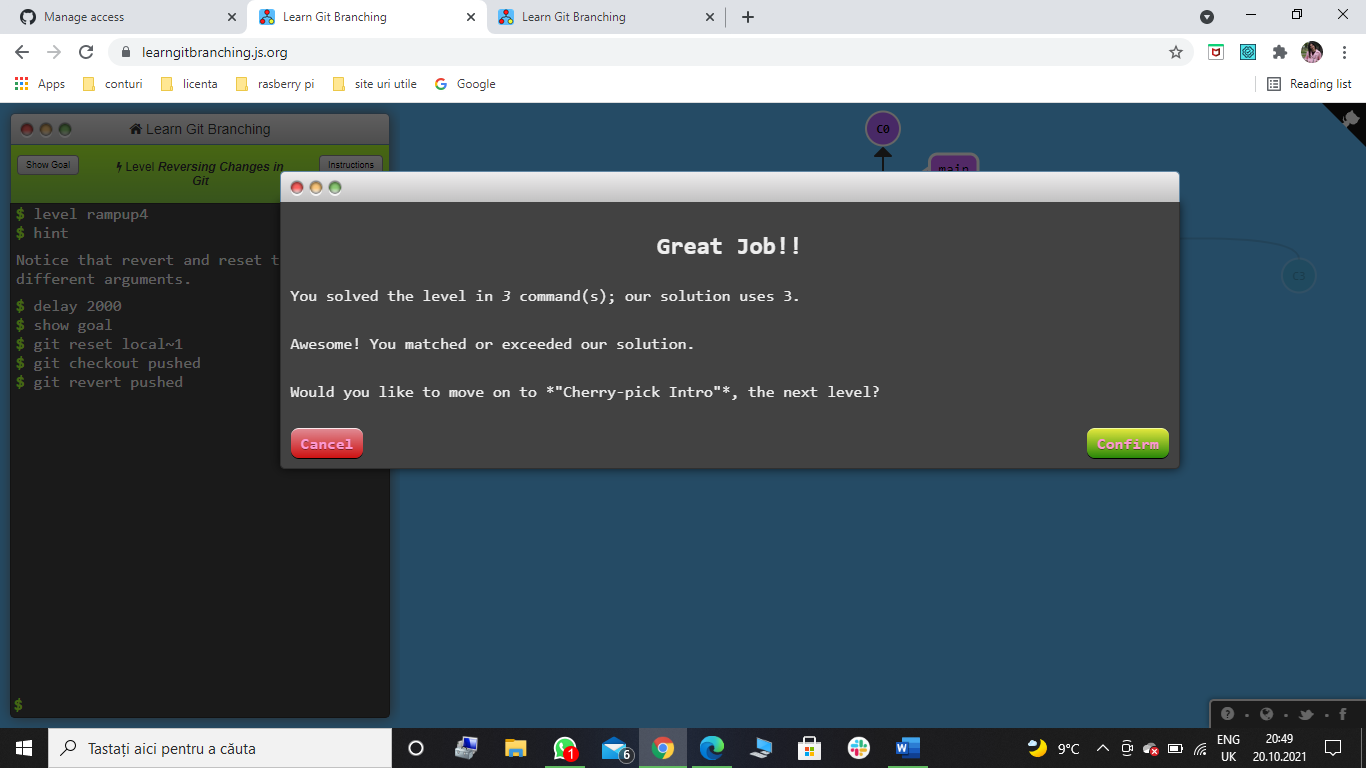 Manage access
Learn Git Branching
Learn Git Branching
learngitbranching.js.org
Apps
conturi
licenta
rasberry pi
site uri utile
Google
Reading list
Learn Git Branching
Show Goal
Level Reversing Changes in
Git
Instructions
$ level rampup4
$ hint
Notice that revert and reset t
different arguments.
$ delay 2000
$ show goal
$ git reset local~1
$ git checkout pushed
$ git revert pushed
$
C0
main
C3
Great Job!!
You solved the level in 3 command(s); our solution uses 3.
Awesome! You matched or exceeded our solution.
Would you like to move on to *"Cherry-pick Intro"*, the next level?
Cancel
Confirm
Tastați aici pentru a căuta
1
6
9°C
ENG
UK
20:49
20.10.2021